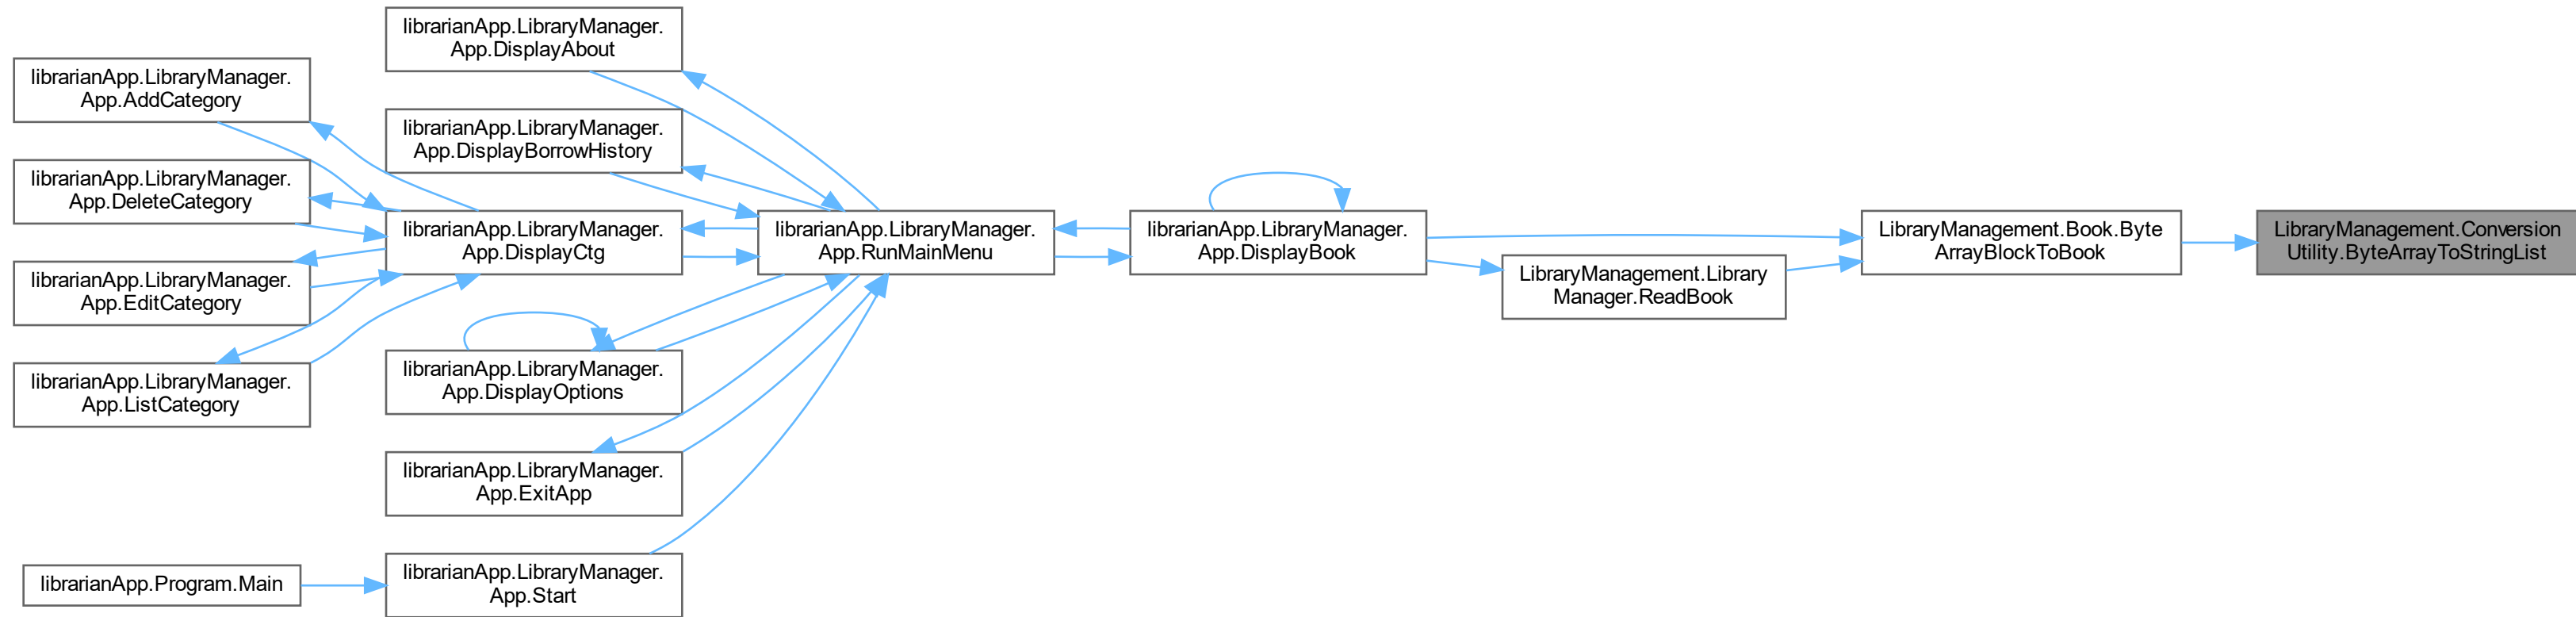 librarianApp.LibraryManager.
App.AddCategory
librarianApp.LibraryManager.
App.DeleteCategory
librarianApp.LibraryManager.
App.EditCategory
librarianApp.LibraryManager.
App.ListCategory
librarianApp.Program.Main
librarianApp.LibraryManager.
App.DisplayAbout
librarianApp.LibraryManager.
App.DisplayBorrowHistory
librarianApp.LibraryManager.
App.DisplayCtg
librarianApp.LibraryManager.
App.DisplayOptions
librarianApp.LibraryManager.
App.ExitApp
librarianApp.LibraryManager.
App.Start
librarianApp.LibraryManager.
App.RunMainMenu
librarianApp.LibraryManager.
App.DisplayBook
LibraryManagement.Library
Manager.ReadBook
LibraryManagement.Book.Byte
ArrayBlockToBook
LibraryManagement.Conversion
Utility.ByteArrayToStringList